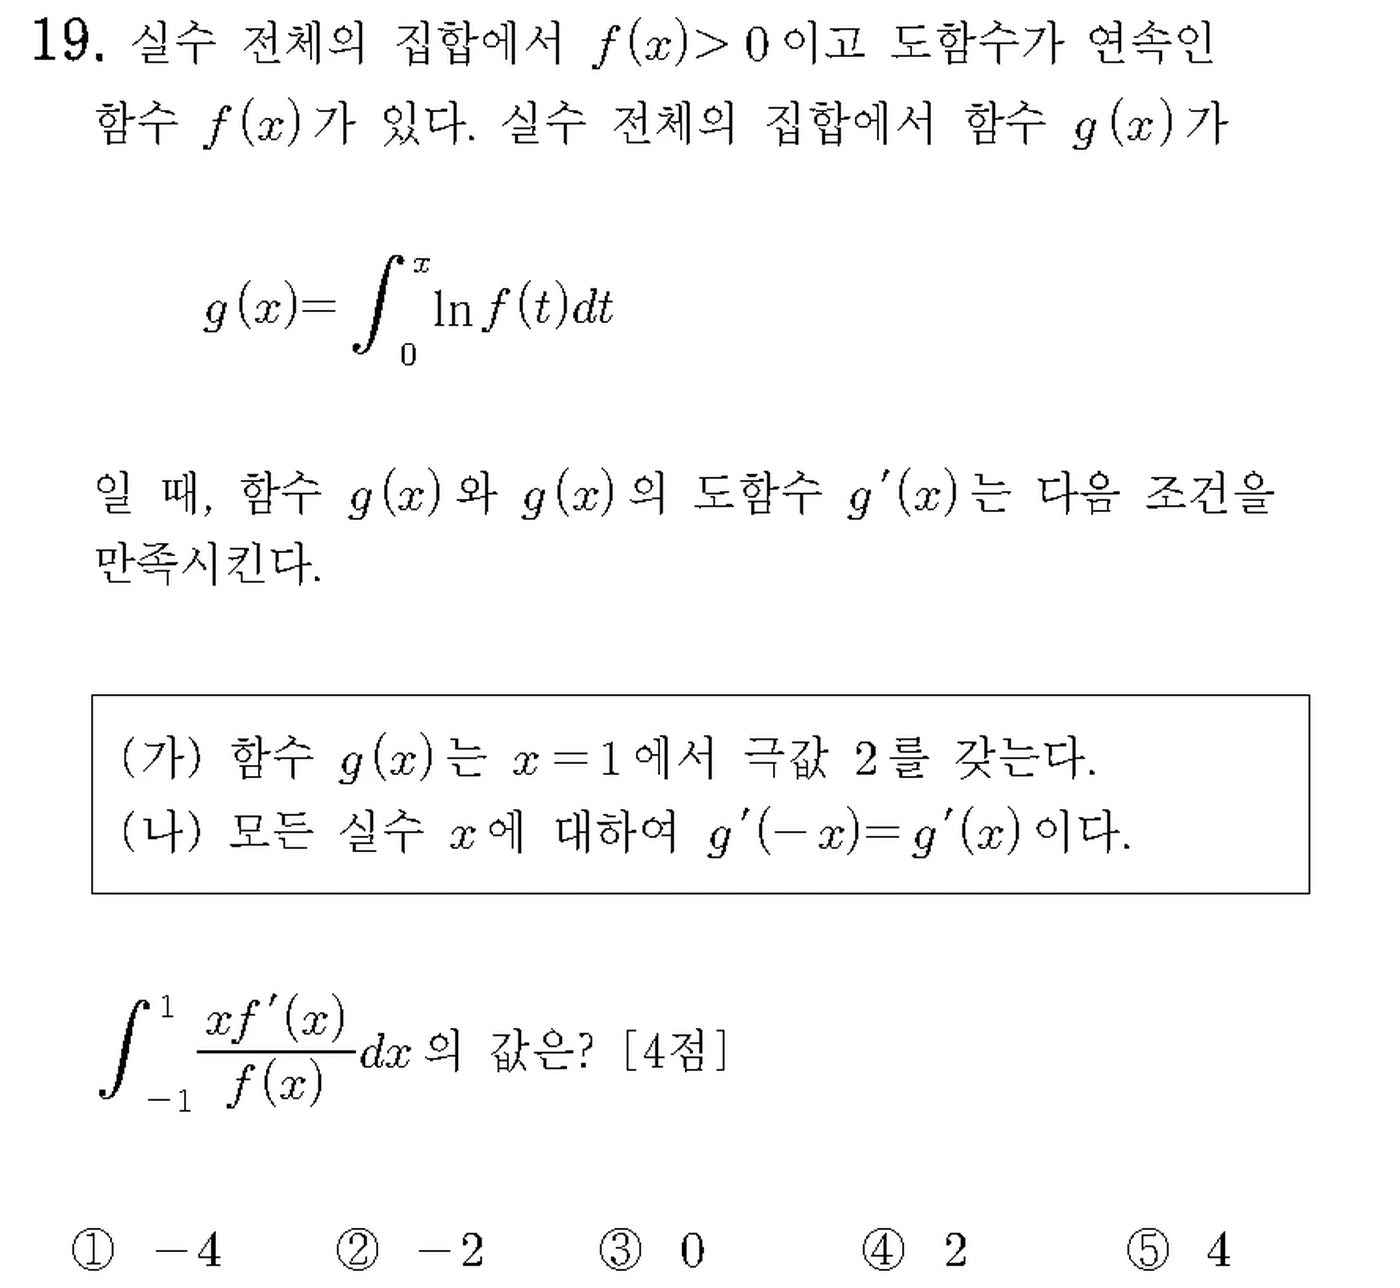 19. 실수 전체의 집합에서 f(x)> 0이고 도함수가 연속인
함수 f(x)가 있다. 실수 전체의 집합에서 함수 g(x)가
g(x)=∫₀ˣ ln f(t)dt
일 때, 함수 g(x)와 g(x)의 도함수 g′(x)는 다음 조건을
만족시킨다.
(가) 함수 g(x)는 x=1에서 극값 2를 갖는다.
(나) 모든 실수 x에 대하여 g′(−x)=g′(x)이다.
∫₋₁¹ xf′(x)/f(x) dx의 값은? [4점]
① −4 ② −2 ③ 0 ④ 2 ⑤ 4